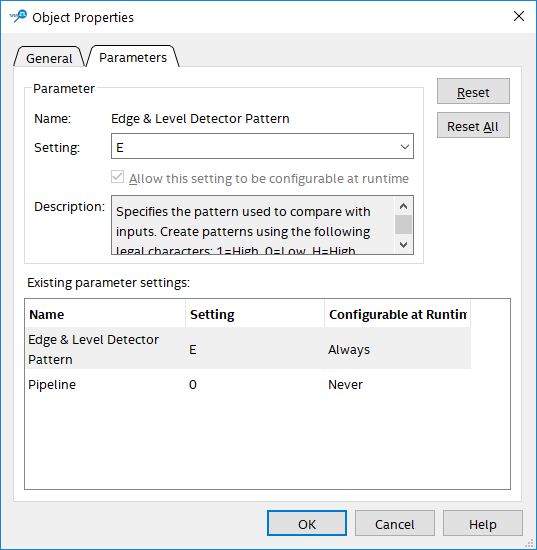 Object Properties
General
Parameters
Parameter
Name:
Edge & Level Detector Pattern
Setting:
E
Allow this setting to be configurable at runtime
Description:
Specifies the pattern used to compare with
inputs. Create patterns using the following
legal characters: 1=High, 0=Low, H=High
Reset
Reset All
Existing parameter settings:
Name Setting Configurable at Runtim
Edge & Level Detector
Pattern E Always
Pipeline 0 Never
OK Cancel Help